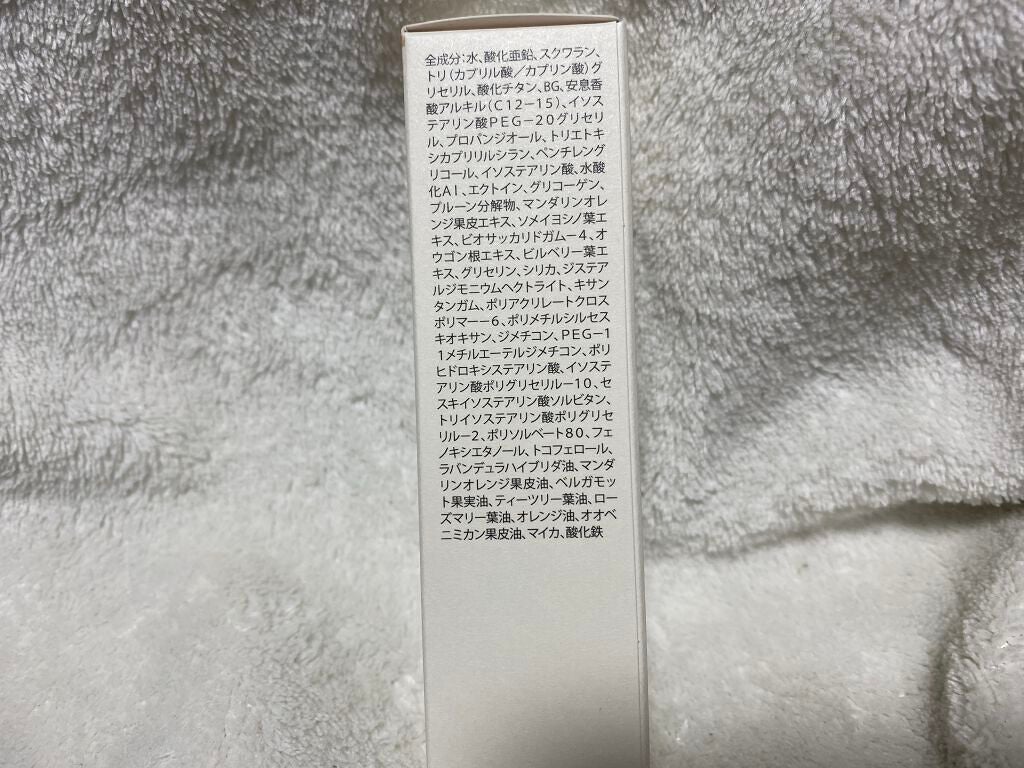 全成分:水、酸化亜鉛、スクワラン、
トリ(カプリル酸/カプリン酸)グ
リセリル、酸化チタン、BG、安息香
酸アルキル(C12-15)、イソス
テアリン酸PEG-20グリセリ
ル、プロパンジオール、トリエトキ
シカプリリルシラン、ペンチレング
リコール、イソステアリン酸、水酸
化Al、エクトイン、グリコーゲン、
プルーン分解物、マンダリンオレ
ンジ果皮エキス、ソメイヨシノ葉エ
キス、ビオサッカリドガム-4、オ
ウゴン根エキス、ビルベリー葉エ
キス、グリセリン、シリカ、ジステア
ルジモニウムヘクトライト、キサン
タンガム、ポリアクリレートクロス
ポリマー-6、ポリメチルシルセス
キオキサン、ジメチコン、PEG-1
1メチルエーテルジメチコン、ポリ
ヒドロキシステアリン酸、イソステ
アリン酸ポリグリセリル-10、セ
スキイソステアリン酸ソルビタン、
トリイソステアリン酸ポリグリセ
リル-2、ポリソルベート80、フェ
ノキシエタノール、トコフェロール、
ラバンデュラハイブリダ油、マンダ
リンオレンジ果皮油、ベルガモッ
ト果実油、ティーツリー葉油、ロー
ズマリー葉油、オレンジ油、オオベ
ニミカン果皮油、マイカ、酸化鉄